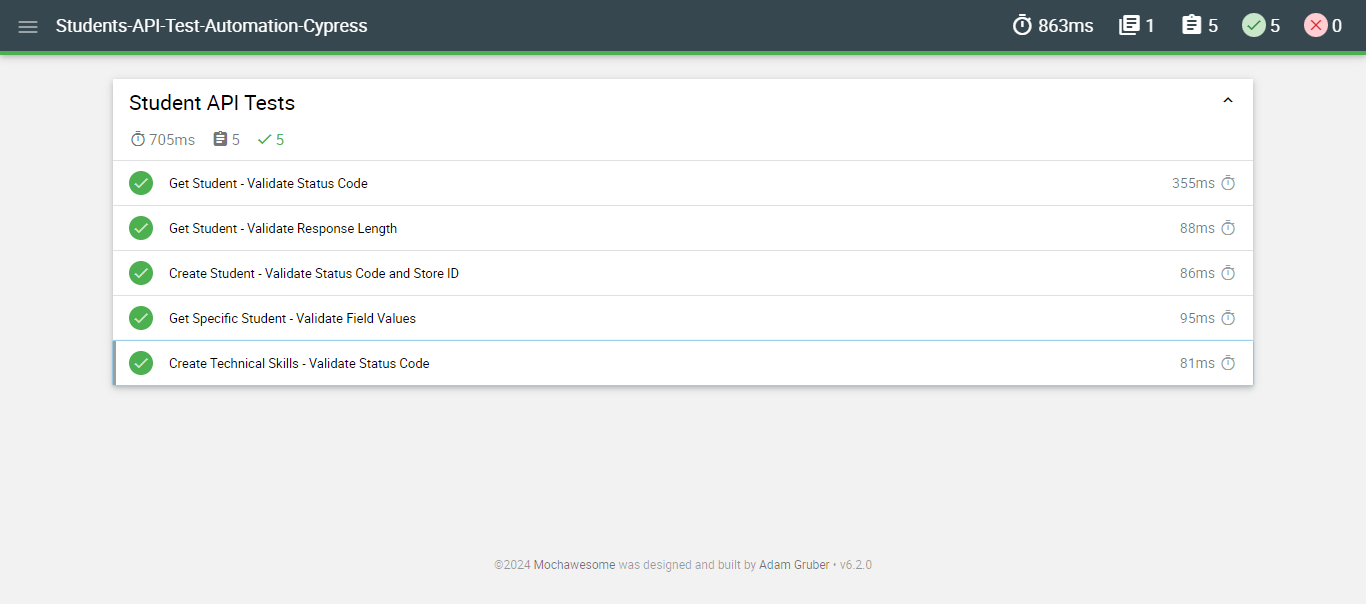 Students-API-Test-Automation-Cypress 863ms 1 5 5 0
Student API Tests
705ms 5 5
Get Student - Validate Status Code 355ms
Get Student - Validate Response Length 88ms
Create Student - Validate Status Code and Store ID 86ms
Get Specific Student - Validate Field Values 95ms
Create Technical Skills - Validate Status Code 81ms
©2024 Mochawesome was designed and built by Adam Gruber • v6.2.0